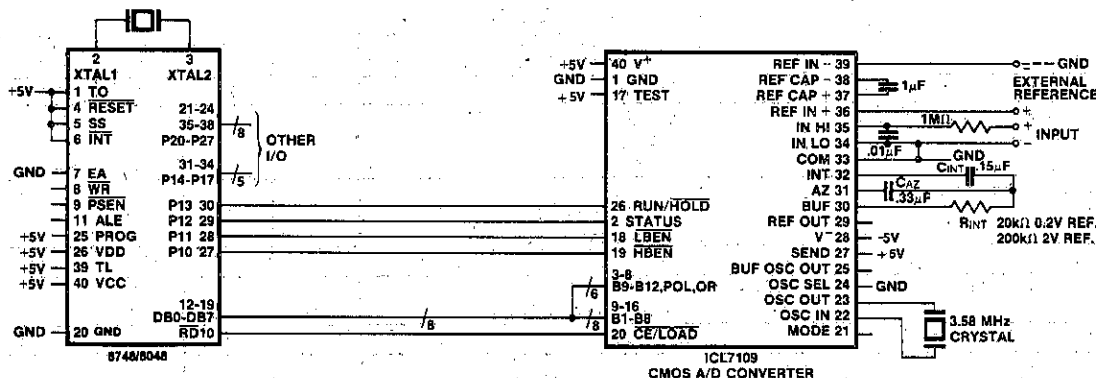 2
3
XTAL1
XTAL2
+5V
1 TO
4 RESET
5 SS
6 INT
21-24
35-38
P20-P27
8
OTHER
I/O
31-34
P14-P17
5
GND
7 EA
8 WR
9 PSEN
11 ALE
+5V
25 PROG
+5V
26 VDD
+5V
39 TL
+5V
40 VCC
P13 30
P12 29
P11 28
P10 27
12-19
DB0-DB7
8
GND
20 GND
RD10
8748/8048
+5V
40 V+
GND
1 GND
+5V
17 TEST
26 RUN/HOLD
2 STATUS
18 LBEN
19 HBEN
3-8
B9-B12,POL,OR
6
9-16
B1-B8
8
20 CE/LOAD
ICL7109
CMOS A/D CONVERTER
REF IN - 39
REF CAP - 38
REF CAP + 37
REF IN + 36
IN HI 35
IN LO 34
COM 33
INT 32
AZ 31
BUF 30
REF OUT 29
V- 28
SEND 27
BUF OSC OUT 25
OSC SEL 24
OSC OUT 23
OSC IN 22
MODE 21
GND
-
EXTERNAL
REFERENCE
+
1µF
1MΩ
+
INPUT
-
.01µF
GND
CINT
.15µF
CAZ
.33µF
RINT
20kΩ 0.2V REF.
200kΩ 2V REF.
-5V
+5V
GND
3.58 MHz
CRYSTAL